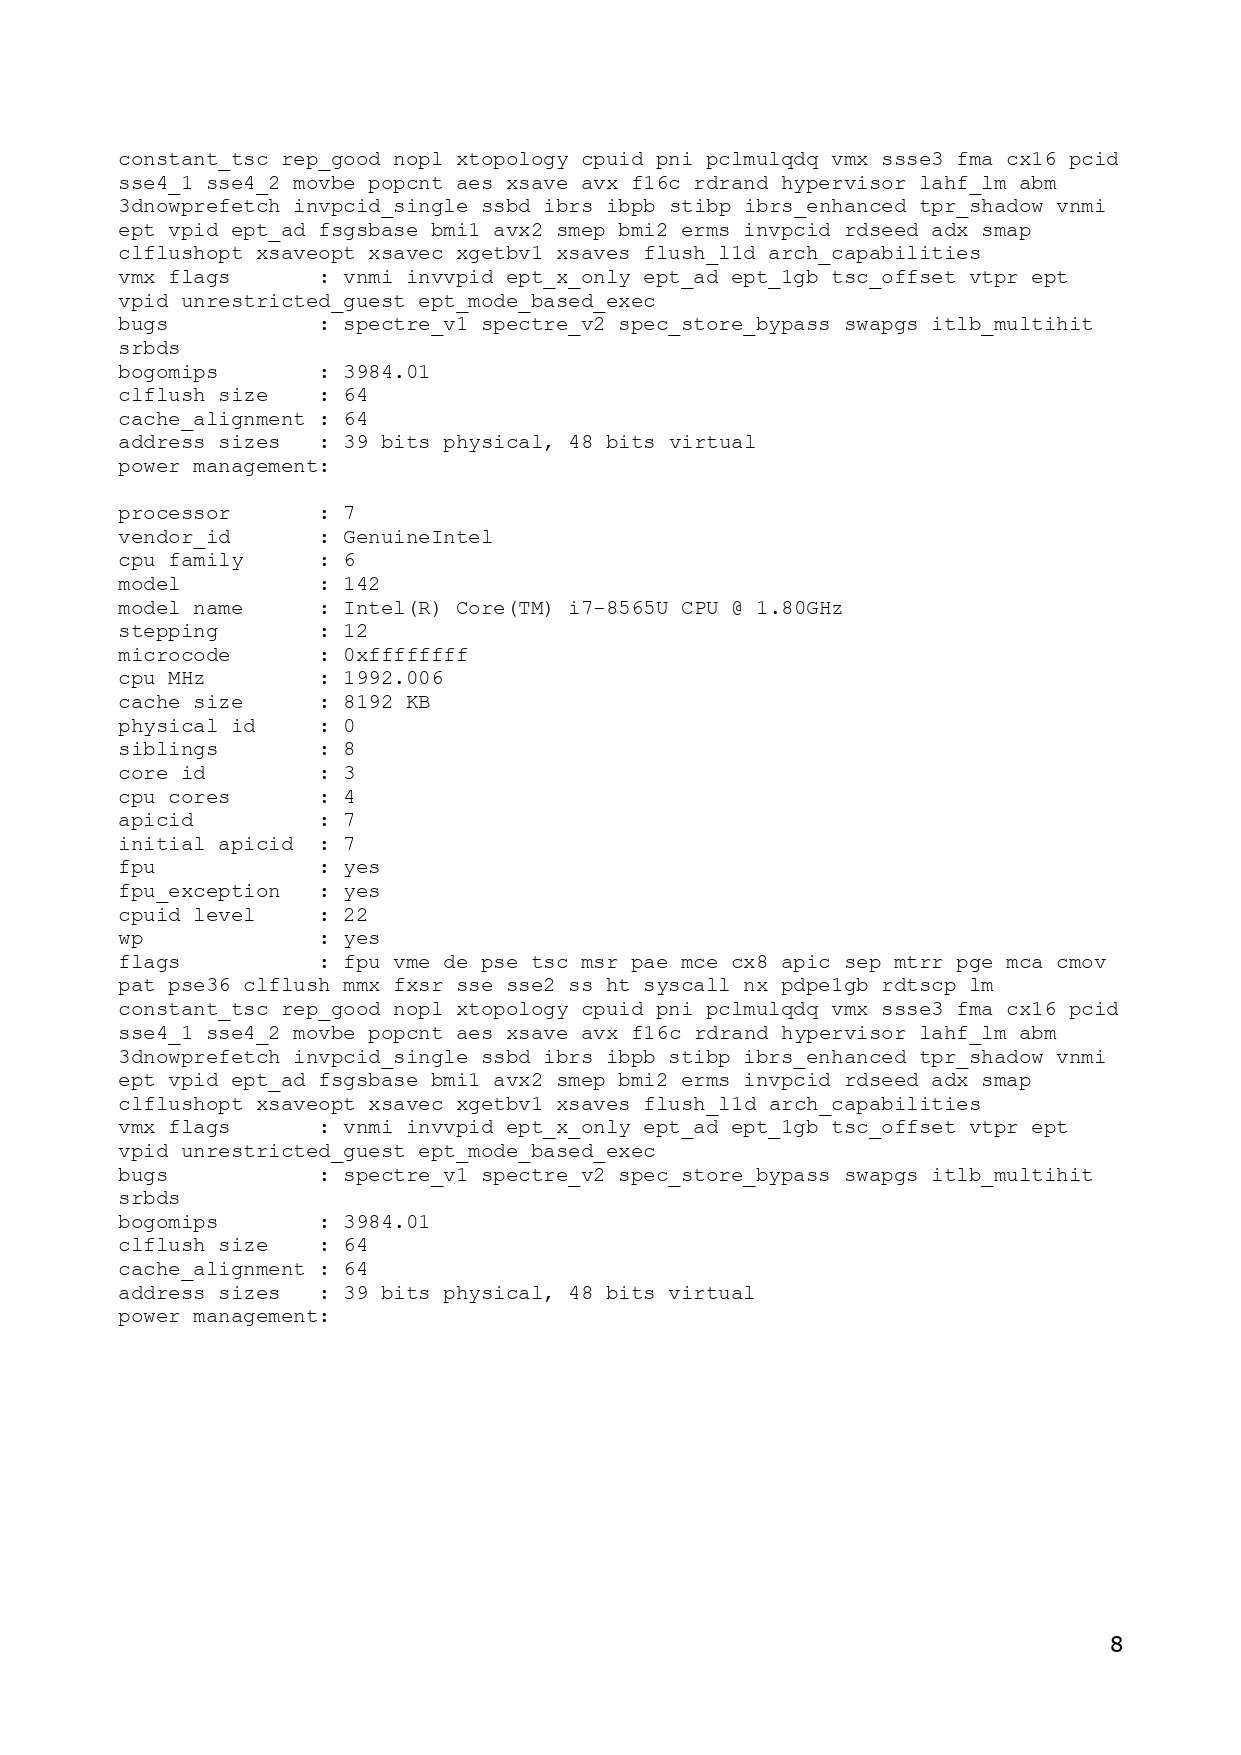 constant_tsc rep_good nopl xtopology cpuid pni pclmulqdq vmx ssse3 fma cx16 pcid
sse4_1 sse4_2 movbe popcnt aes xsave avx f16c rdrand hypervisor lahf_lm abm
3dnowprefetch invpcid_single ssbd ibrs ibpb stibp ibrs_enhanced tpr_shadow vnmi
ept vpid ept_ad fsgsbase bmi1 avx2 smep bmi2 erms invpcid rdseed adx smap
clflushopt xsaveopt xsavec xgetbv1 xsaves flush_l1d arch_capabilities
vmx flags       : vnmi invvpid ept_x_only ept_ad ept_1gb tsc_offset vtpr ept
vpid unrestricted_guest ept_mode_based_exec
bugs            : spectre_v1 spectre_v2 spec_store_bypass swapgs itlb_multihit
srbds
bogomips        : 3984.01
clflush size    : 64
cache_alignment : 64
address sizes   : 39 bits physical, 48 bits virtual
power management:

processor       : 7
vendor_id       : GenuineIntel
cpu family      : 6
model           : 142
model name      : Intel(R) Core(TM) i7-8565U CPU @ 1.80GHz
stepping        : 12
microcode       : 0xffffffff
cpu MHz         : 1992.006
cache size      : 8192 KB
physical id     : 0
siblings        : 8
core id         : 3
cpu cores       : 4
apicid          : 7
initial apicid  : 7
fpu             : yes
fpu_exception   : yes
cpuid level     : 22
wp              : yes
flags           : fpu vme de pse tsc msr pae mce cx8 apic sep mtrr pge mca cmov
pat pse36 clflush mmx fxsr sse sse2 ss ht syscall nx pdpe1gb rdtscp lm
constant_tsc rep_good nopl xtopology cpuid pni pclmulqdq vmx ssse3 fma cx16 pcid
sse4_1 sse4_2 movbe popcnt aes xsave avx f16c rdrand hypervisor lahf_lm abm
3dnowprefetch invpcid_single ssbd ibrs ibpb stibp ibrs_enhanced tpr_shadow vnmi
ept vpid ept_ad fsgsbase bmi1 avx2 smep bmi2 erms invpcid rdseed adx smap
clflushopt xsaveopt xsavec xgetbv1 xsaves flush_l1d arch_capabilities
vmx flags       : vnmi invvpid ept_x_only ept_ad ept_1gb tsc_offset vtpr ept
vpid unrestricted_guest ept_mode_based_exec
bugs            : spectre_v1 spectre_v2 spec_store_bypass swapgs itlb_multihit
srbds
bogomips        : 3984.01
clflush size    : 64
cache_alignment : 64
address sizes   : 39 bits physical, 48 bits virtual
power management:
8